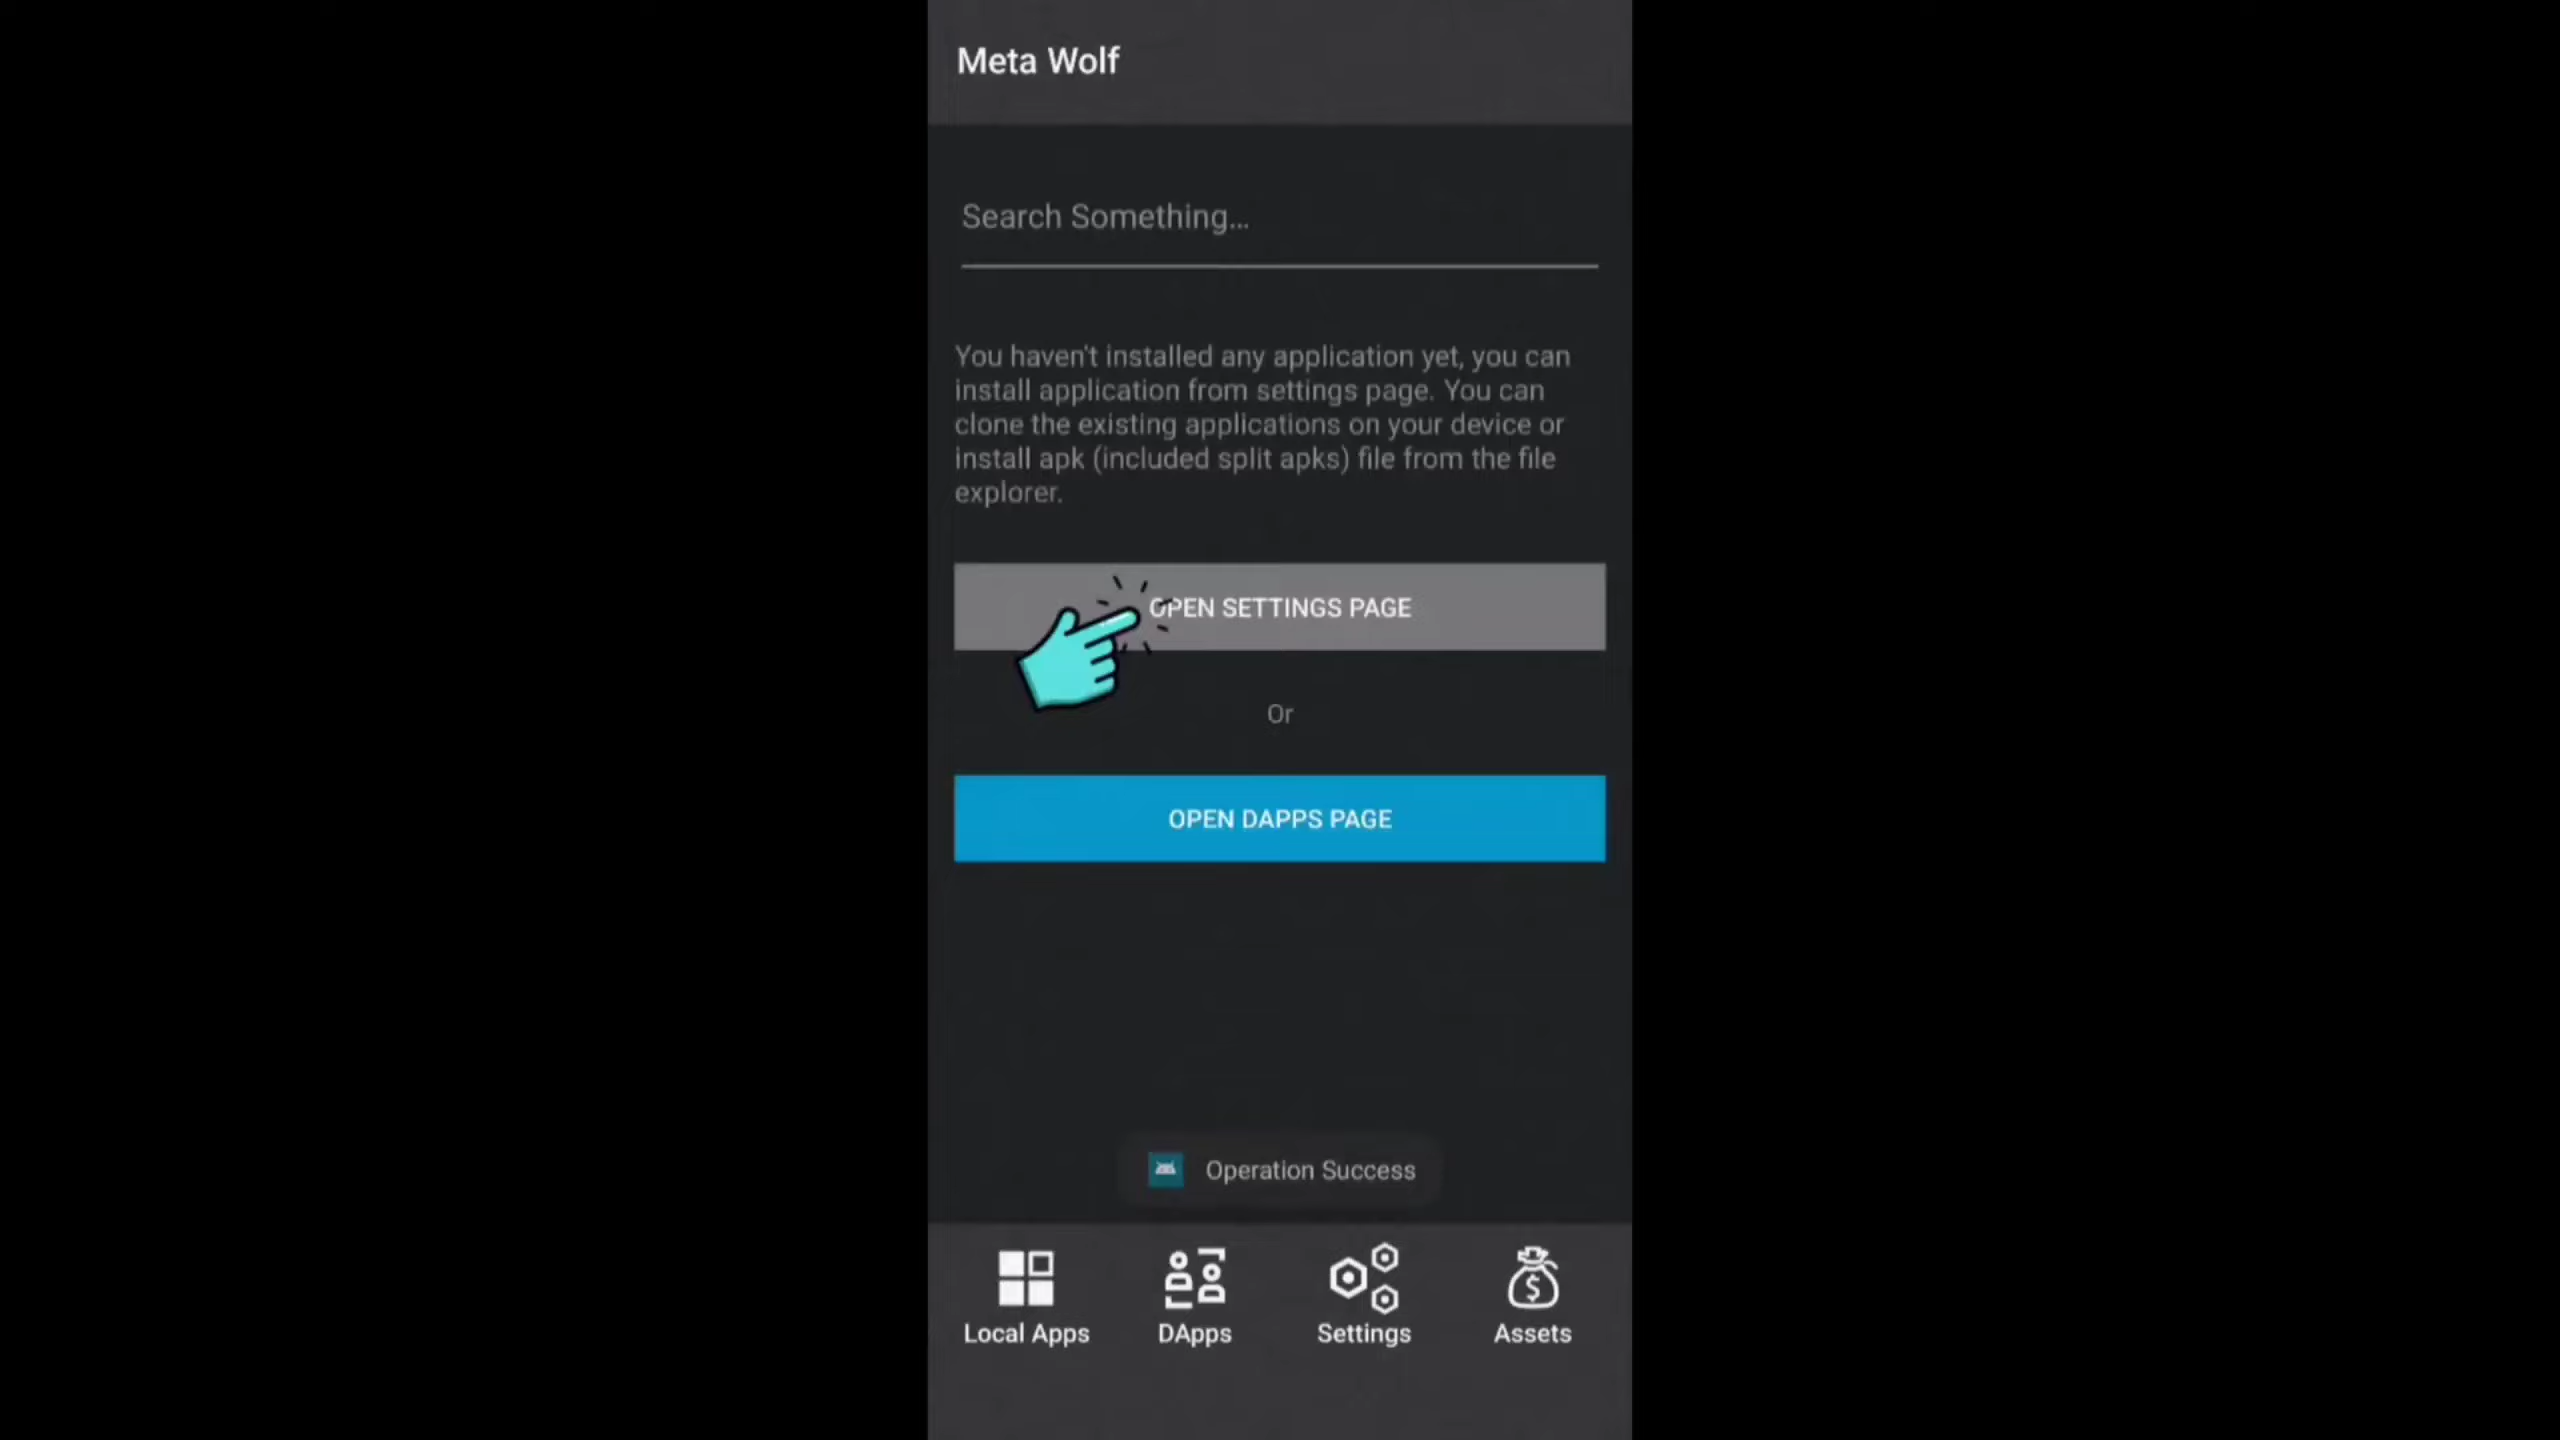 Meta Wolf
Search Something...
You haven't installed any application yet, you can
install application from settings page. You can
clone the existing applications on your device or
install apk (included split apks) file from the file
explorer.
OPEN SETTINGS PAGE
Or
OPEN DAPPS PAGE
Operation Success
Local Apps
DApps
Settings
Assets